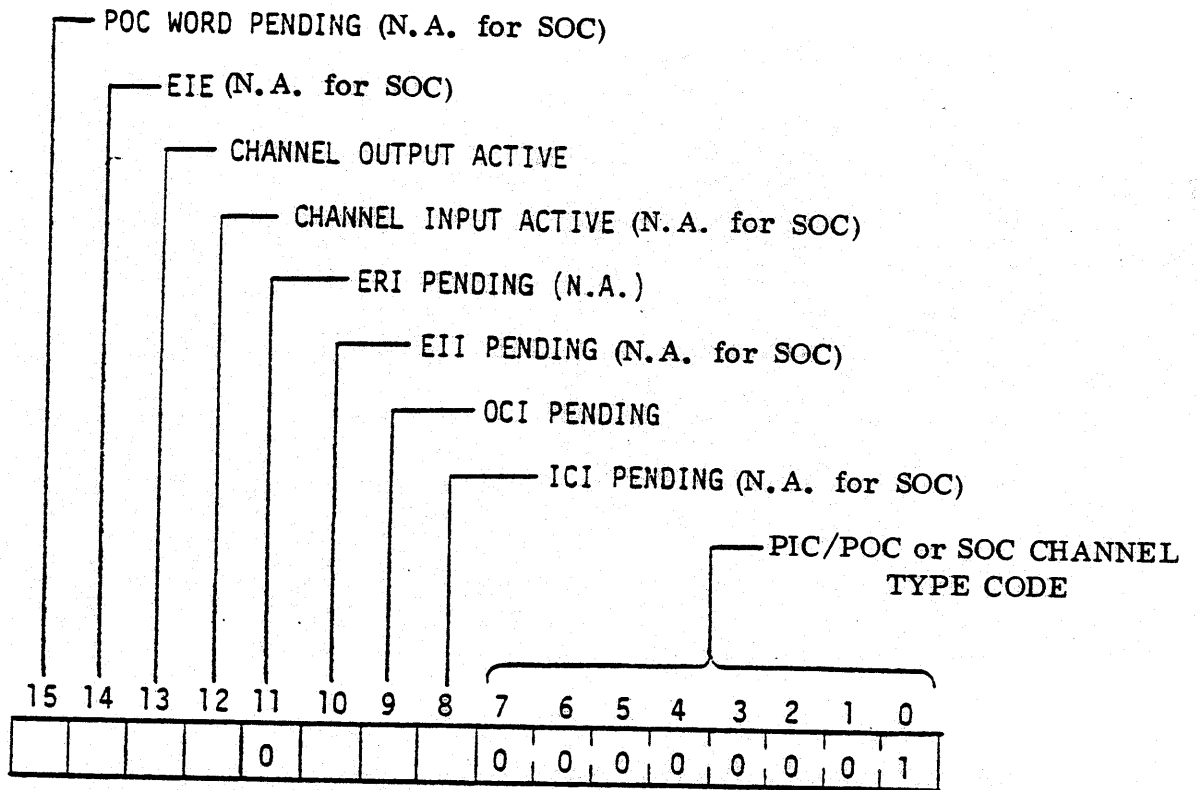 POC WORD PENDING (N.A. for SOC)
EIE (N.A. for SOC)
CHANNEL OUTPUT ACTIVE
CHANNEL INPUT ACTIVE (N.A. for SOC)
ERI PENDING (N.A.)
EII PENDING (N.A. for SOC)
OCI PENDING
ICI PENDING (N.A. for SOC)
PIC/POC or SOC CHANNEL
TYPE CODE
15 14 13 12 11 10 9 8 7 6 5 4 3 2 1 0
0 0 0 0 0 0 0 0 1